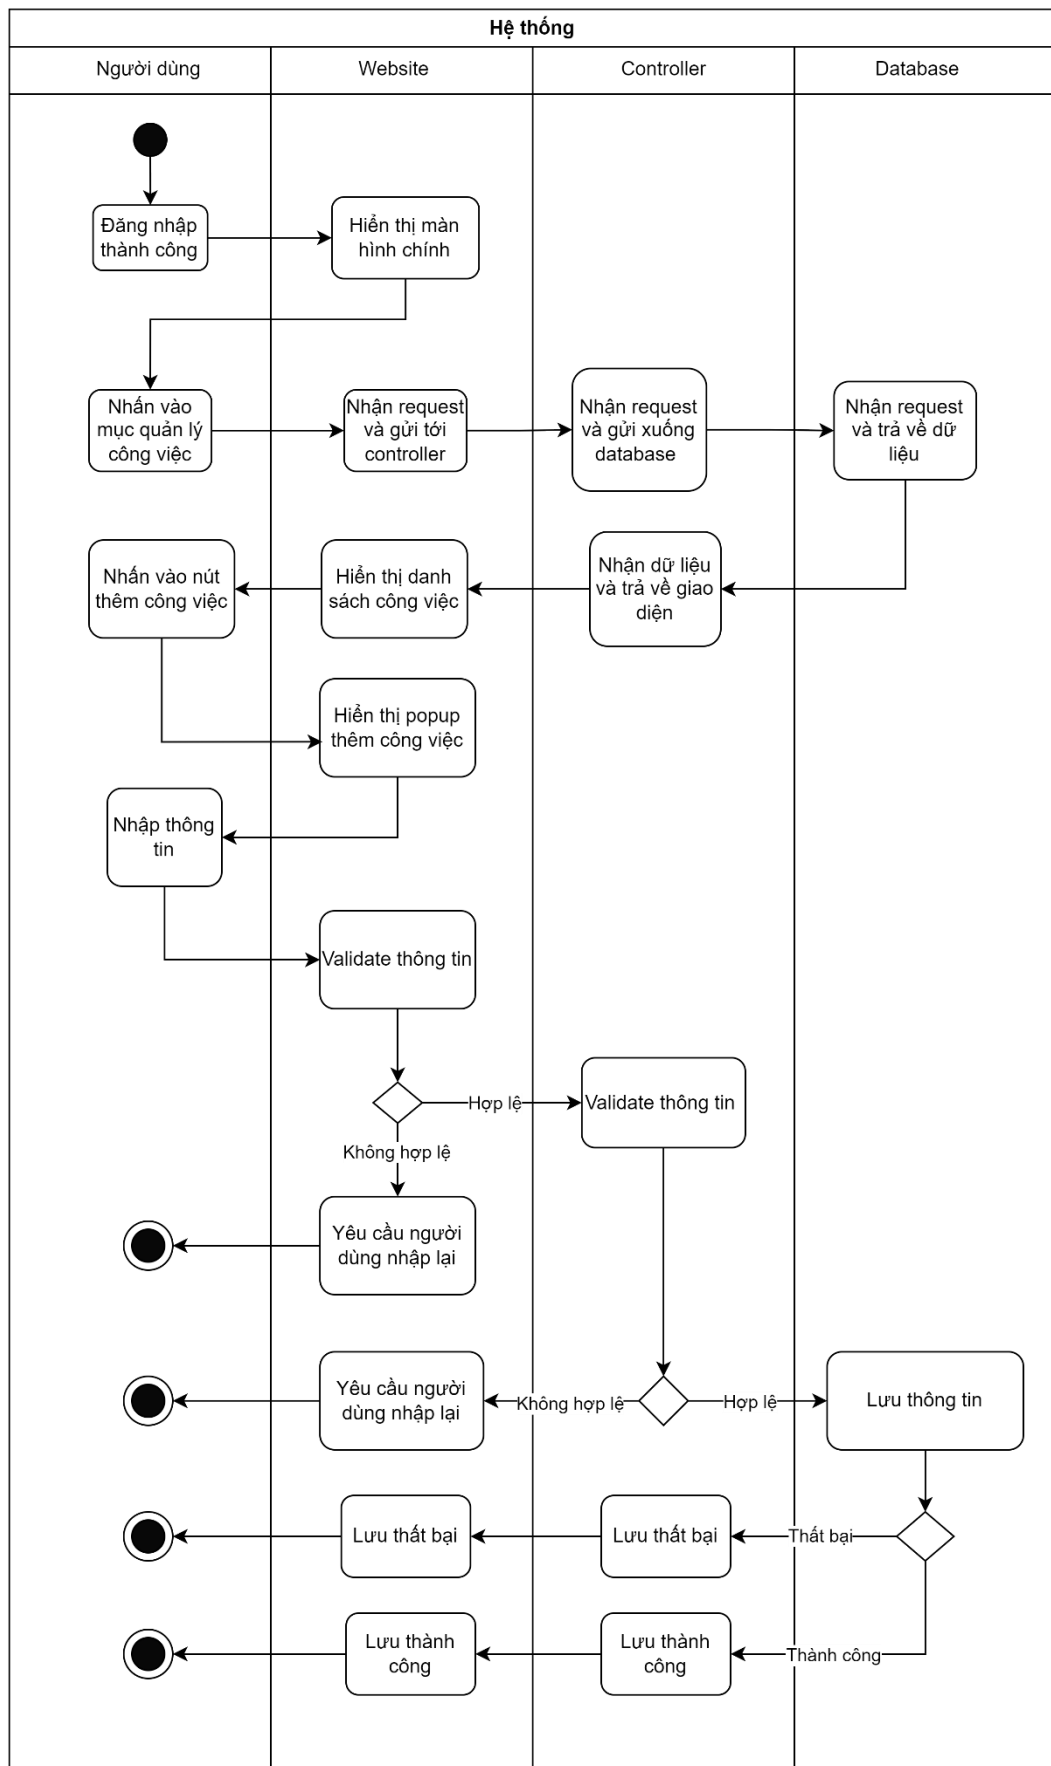 Hệ thống
Người dùng
Website
Controller
Database
Đăng nhập
thành công
Hiển thị màn
hình chính
Nhấn vào
mục quản lý
công việc
Nhận request
và gửi tới
controller
Nhận request
và gửi xuống
database
Nhận request
và trả về dữ
liệu
Nhấn vào nút
thêm công việc
Hiển thị danh
sách công việc
Nhận dữ liệu
và trả về giao
diện
Hiển thị popup
thêm công việc
Nhập thông
tin
Validate thông tin
Hợp lệ
Validate thông tin
Không hợp lệ
Yêu cầu người
dùng nhập lại
Yêu cầu người
dùng nhập lại
Không hợp lệ
Hợp lệ
Lưu thông tin
Lưu thất bại
Lưu thất bại
Thất bại
Lưu thành
công
Lưu thành
công
Thành công